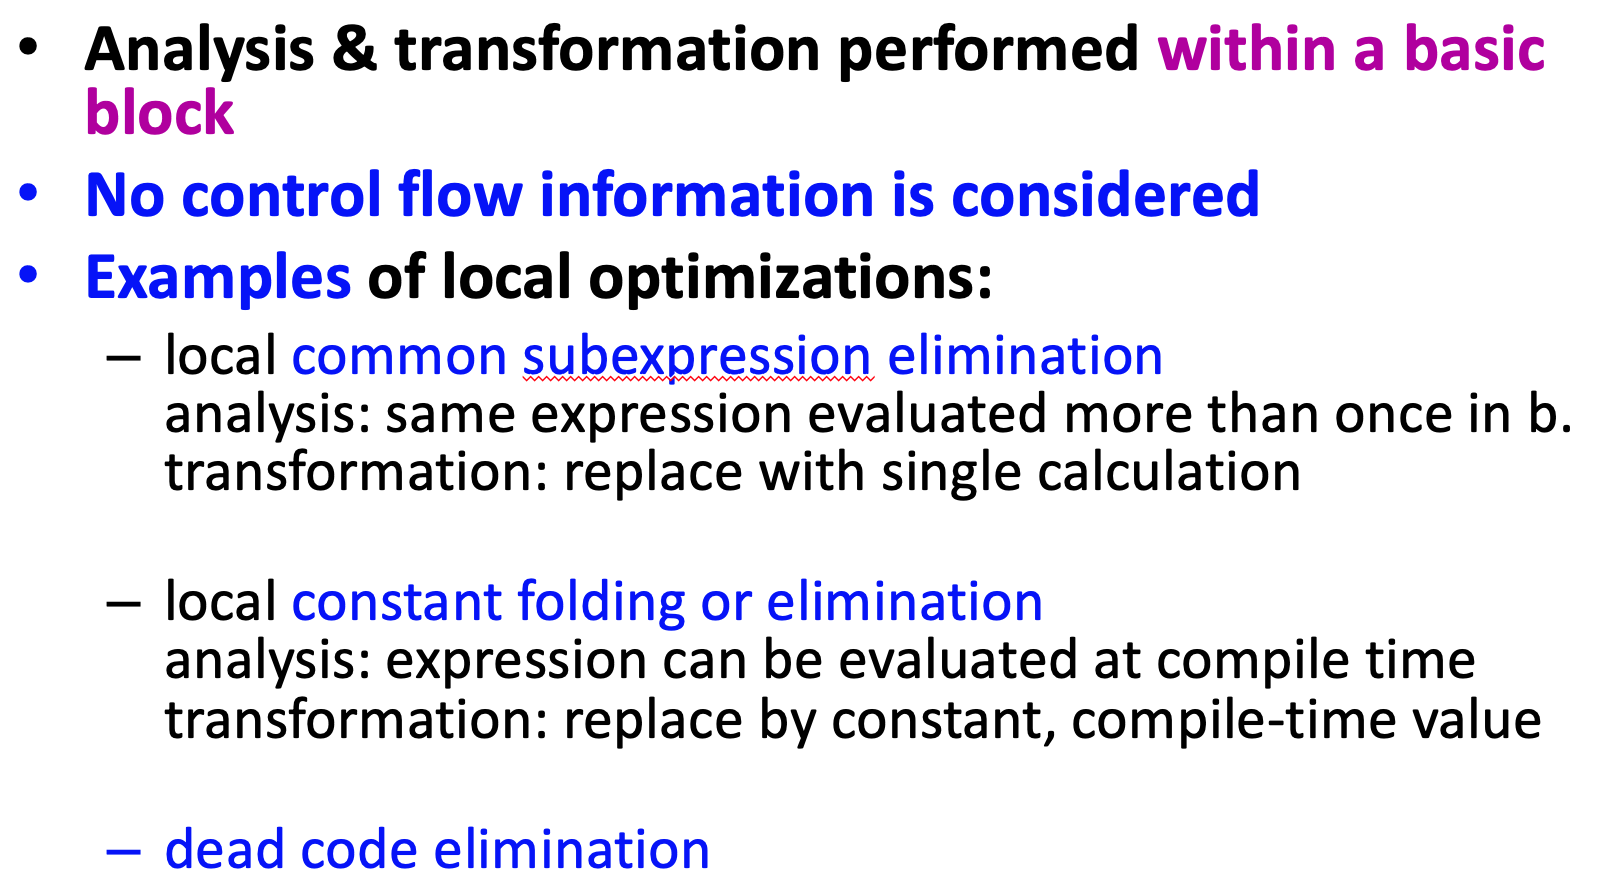 • Analysis & transformation performed within a basic
block
• No control flow information is considered
• Examples of local optimizations:
– local common subexpression elimination
analysis: same expression evaluated more than once in b.
transformation: replace with single calculation
– local constant folding or elimination
analysis: expression can be evaluated at compile time
transformation: replace by constant, compile-time value
– dead code elimination